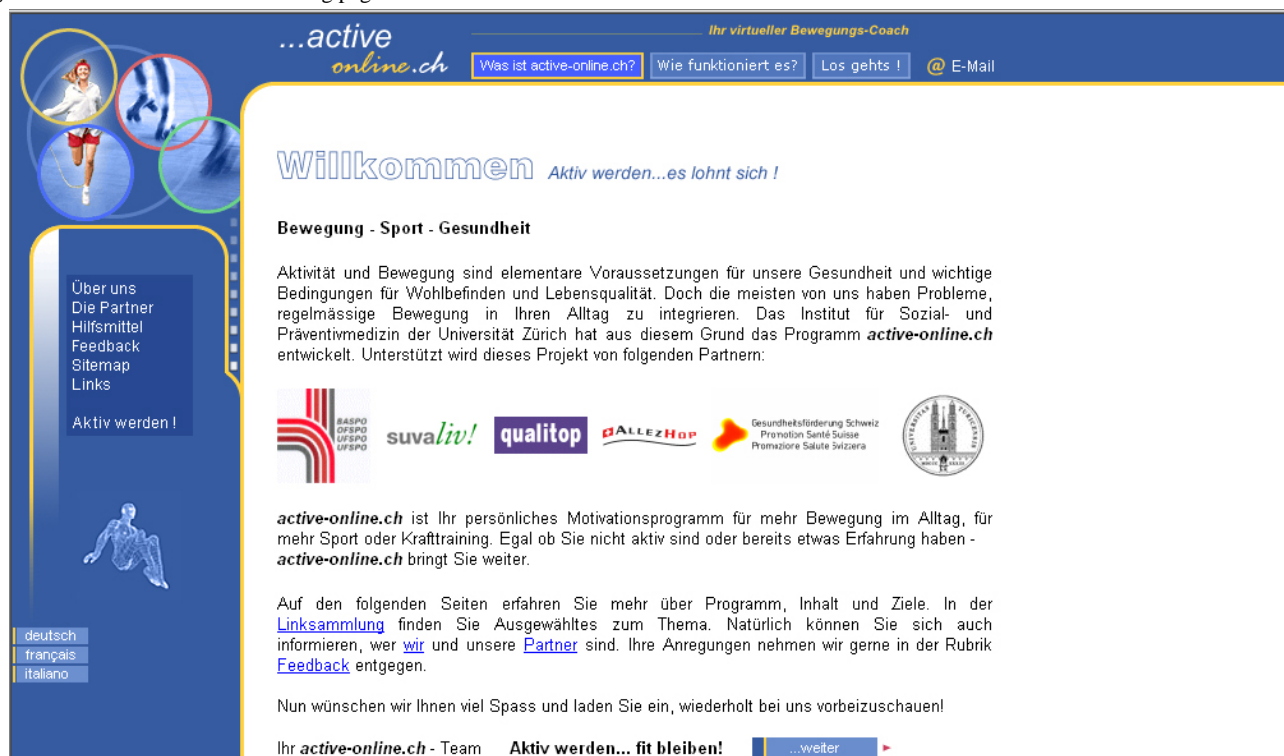 ...active
online.ch
Ihr virtueller Bewegungs-Coach
Was ist active-online.ch?
Wie funktioniert es?
Los gehts !
@ E-Mail
Willkommen Aktiv werden...es lohnt sich !
Über uns
Die Partner
Hilfsmittel
Feedback
Sitemap
Links
Aktiv werden !
deutsch
français
italiano
Bewegung - Sport - Gesundheit
Aktivität und Bewegung sind elementare Voraussetzungen für unsere Gesundheit und wichtige
Bedingungen für Wohlbefinden und Lebensqualität. Doch die meisten von uns haben Probleme,
regelmässige Bewegung in Ihren Alltag zu integrieren. Das Institut für Sozial- und
Präventivmedizin der Universität Zürich hat aus diesem Grund das Programm active-online.ch
entwickelt. Unterstützt wird dieses Projekt von folgenden Partnern:
BASPO
OFSPO
UFSPO
UFSPO
suvaliv!
qualitop
ALLEZHOP
Gesundheitsförderung Schweiz
Promotion Santé Suisse
Promozione Salute Svizzera
active-online.ch ist Ihr persönliches Motivationsprogramm für mehr Bewegung im Alltag, für
mehr Sport oder Krafttraining. Egal ob Sie nicht aktiv sind oder bereits etwas Erfahrung haben -
active-online.ch bringt Sie weiter.
Auf den folgenden Seiten erfahren Sie mehr über Programm, Inhalt und Ziele. In der
Linksammlung finden Sie Ausgewähltes zum Thema. Natürlich können Sie sich auch
informieren, wer wir und unsere Partner sind. Ihre Anregungen nehmen wir gerne in der Rubrik
Feedback entgegen.
Nun wünschen wir Ihnen viel Spass und laden Sie ein, wiederholt bei uns vorbeizuschauen!
Ihr active-online.ch - Team Aktiv werden... fit bleiben! ...weiter